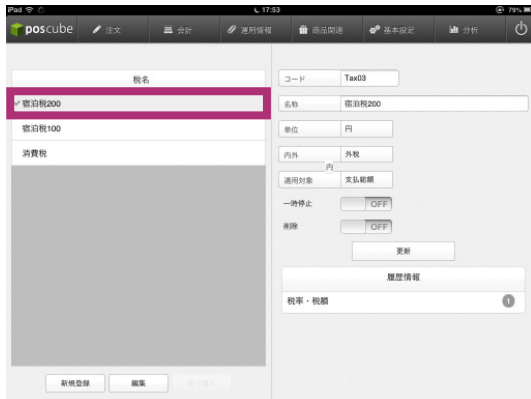 iPad 17:53 79%
poscube 注文 会計 運用情報 商品関連 基本設定 分析
税名
宿泊税200
宿泊税100
消費税
新規登録 編集
コード Tax03
名称 宿泊税200
単位 円
内外 外税
内
適用対象 支払総額
一時停止 OFF
削除 OFF
更新
履歴情報
税率・税額 1